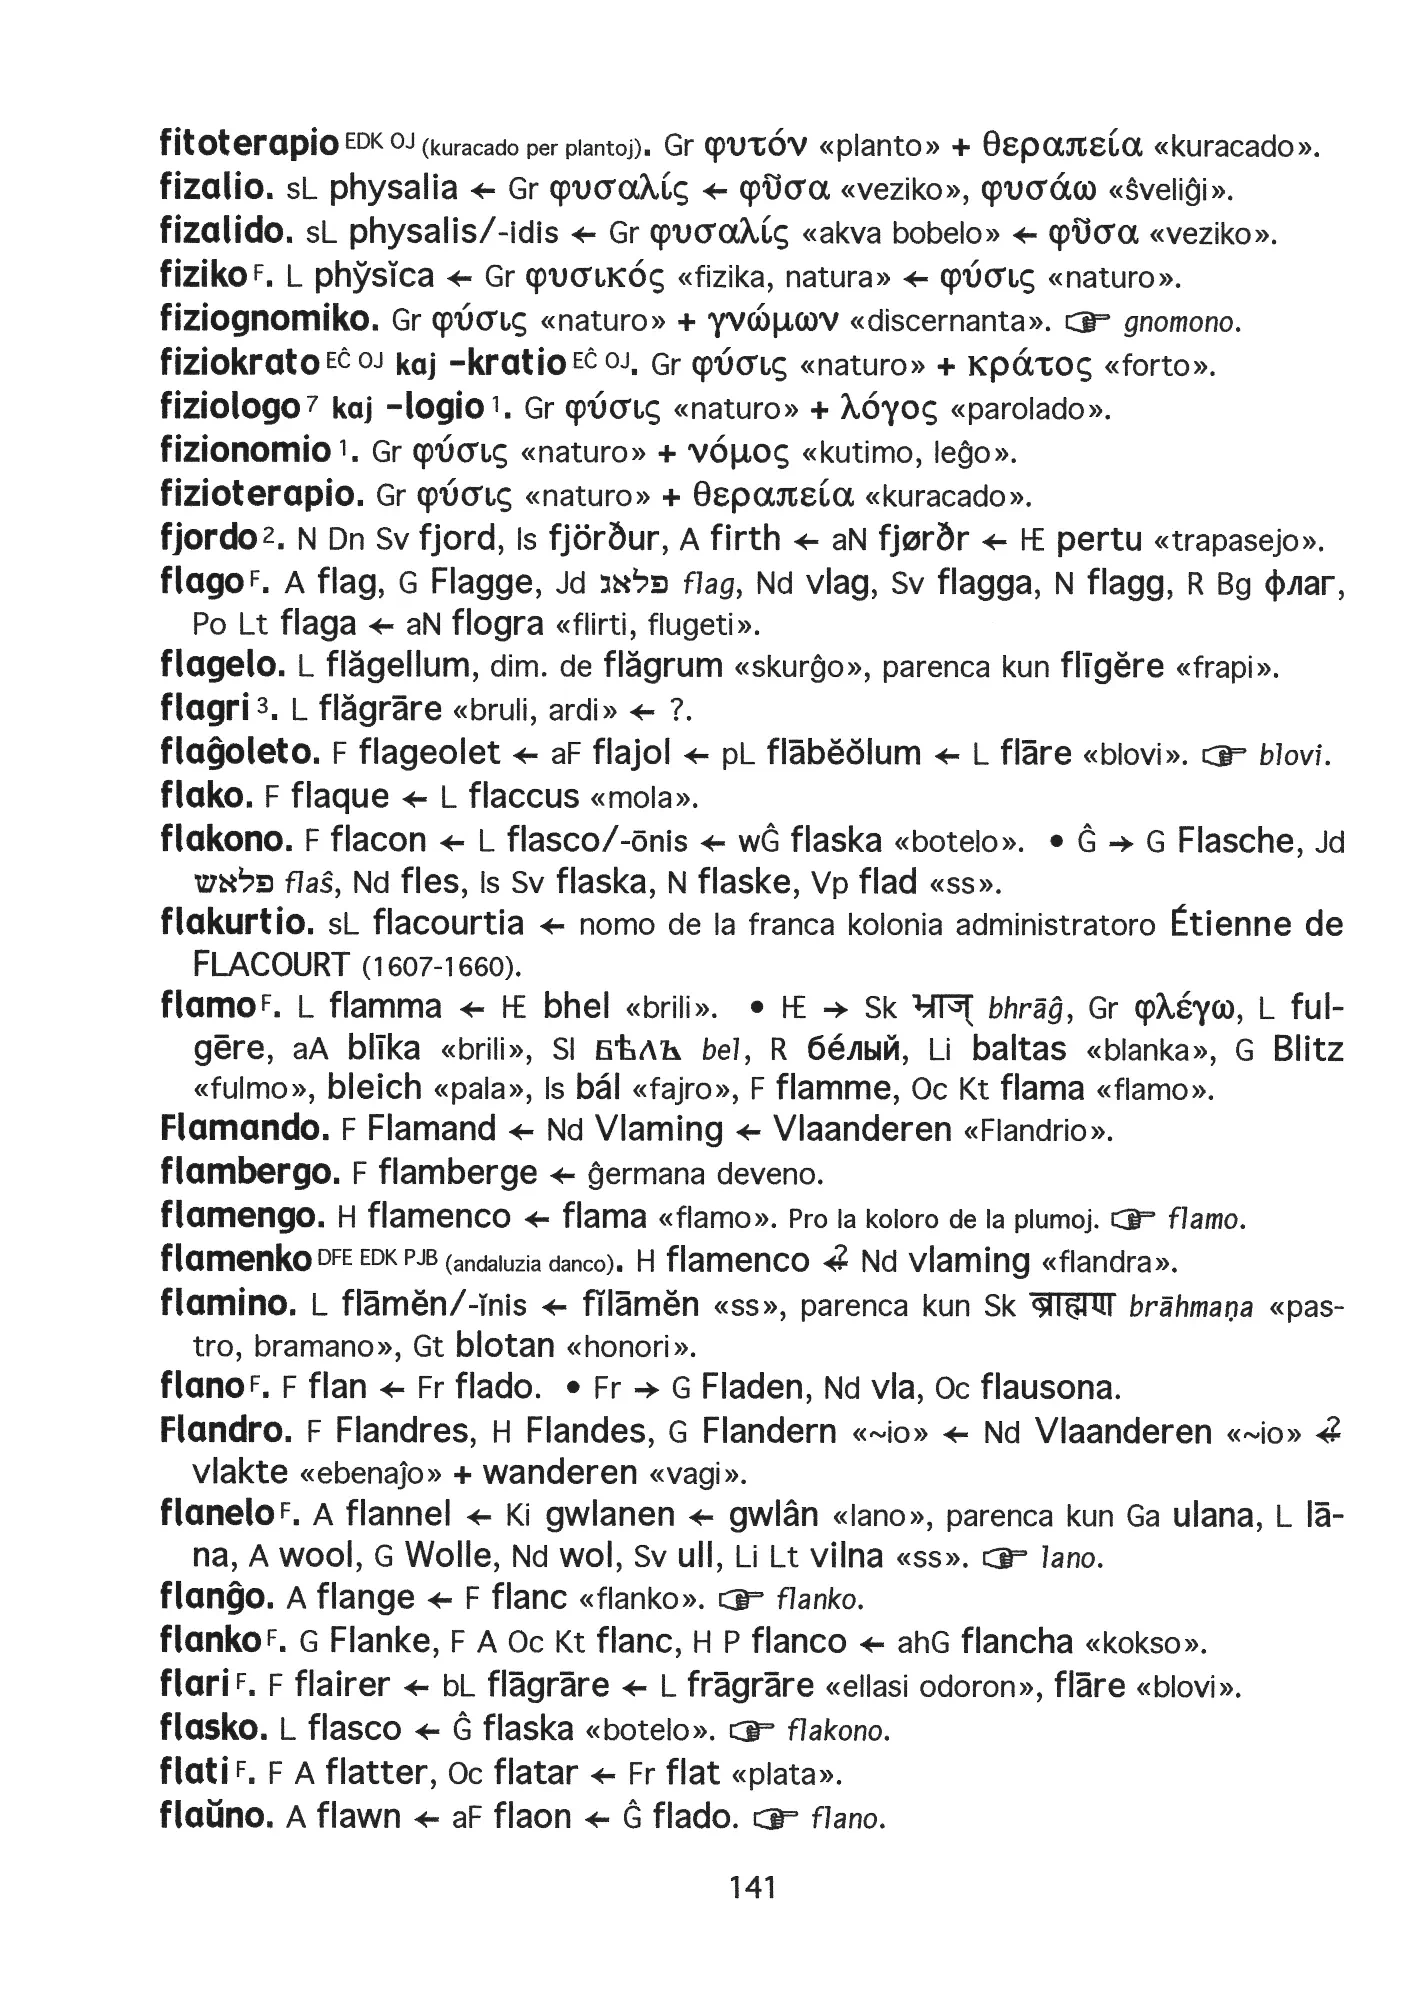 fitoterapio EDK OJ (kuracado per plantoj). Gr φυτόν «planto» + θεραπεία «kuracado».
fizalio. sL physalia ← Gr φυσαλίς ← φῦσα «veziko», φυσάω «ŝveliĝi».
fizalido. sL physalis/-idis ← Gr φυσαλίς «akva bobelo» ← φῦσα «veziko».
fiziko F. L phy̆sĭca ← Gr φυσικός «fizika, natura» ← φύσις «naturo».
fiziognomiko. Gr φύσις «naturo» + γνώμων «discernanta». ☞ gnomono.
fiziokrato EĈ OJ kaj -kratio EĈ OJ. Gr φύσις «naturo» + κράτος «forto».
fiziologo 7 kaj -logio 1. Gr φύσις «naturo» + λόγος «parolado».
fizionomio 1. Gr φύσις «naturo» + νόμος «kutimo, leĝo».
fizioterapio. Gr φύσις «naturo» + θεραπεία «kuracado».
fjordo 2. N Dn Sv fjord, Is fjörður, A firth ← aN fjørðr ← HE pertu «trapasejo».
flago F. A flag, G Flagge, Jd פלאג flag, Nd vlag, Sv flagga, N flagg, R Bg флаг,
Po Lt flaga ← aN flogra «flirti, flugeti».
flagelo. L flăgellum, dim. de flăgrum «skurĝo», parenca kun flīgĕre «frapi».
flagri 3. L flăgrāre «bruli, ardi» ← ?.
flaĝoleto. F flageolet ← aF flajol ← pL flābĕŏlum ← L flāre «blovi». ☞ blovi.
flako. F flaque ← L flaccus «mola».
flakono. F flacon ← L flasco/-ōnis ← wĜ flaska «botelo». • Ĝ → G Flasche, Jd
פלאש flaŝ, Nd fles, Is Sv flaska, N flaske, Vp flad «ss».
flakurtio. sL flacourtia ← nomo de la franca kolonia administratoro Étienne de
FLACOURT (1607-1660).
flamo F. L flamma ← HE bhel «brili». • HE → Sk भ्राज् bhrāĝ, Gr φλέγω, L ful-
gēre, aA blīka «brili», Sl бѣлъ bel, R бе́лый, Li baltas «blanka», G Blitz
«fulmo», bleich «pala», Is bál «fajro», F flamme, Oc Kt flama «flamo».
Flamando. F Flamand ← Nd Vlaming ← Vlaanderen «Flandrio».
flambergo. F flamberge ← ĝermana deveno.
flamengo. H flamenco ← flama «flamo». Pro la koloro de la plumoj. ☞ flamo.
flamenko DFE EDK PJB (andaluzia danco). H flamenco ←? Nd vlaming «flandra».
flamino. L flāmĕn/-ĭnis ← fĭlāmĕn «ss», parenca kun Sk ब्राह्मण brāhmaṇa «pas-
tro, bramano», Gt blotan «honori».
flano F. F flan ← Fr flado. • Fr → G Fladen, Nd vla, Oc flausona.
Flandro. F Flandres, H Flandes, G Flandern «~io» ← Nd Vlaanderen «~io» ←?
vlakte «ebenaĵo» + wanderen «vagi».
flanelo F. A flannel ← Ki gwlanen ← gwlân «lano», parenca kun Ga ulana, L lā-
na, A wool, G Wolle, Nd wol, Sv ull, Li Lt vilna «ss». ☞ lano.
flanĝo. A flange ← F flanc «flanko». ☞ flanko.
flanko F. G Flanke, F A Oc Kt flanc, H P flanco ← ahG flancha «kokso».
flari F. F flairer ← bL flāgrāre ← L frāgrāre «ellasi odoron», flāre «blovi».
flasko. L flasco ← Ĝ flaska «botelo». ☞ flakono.
flati F. F A flatter, Oc flatar ← Fr flat «plata».
flaŭno. A flawn ← aF flaon ← Ĝ flado. ☞ flano.
141